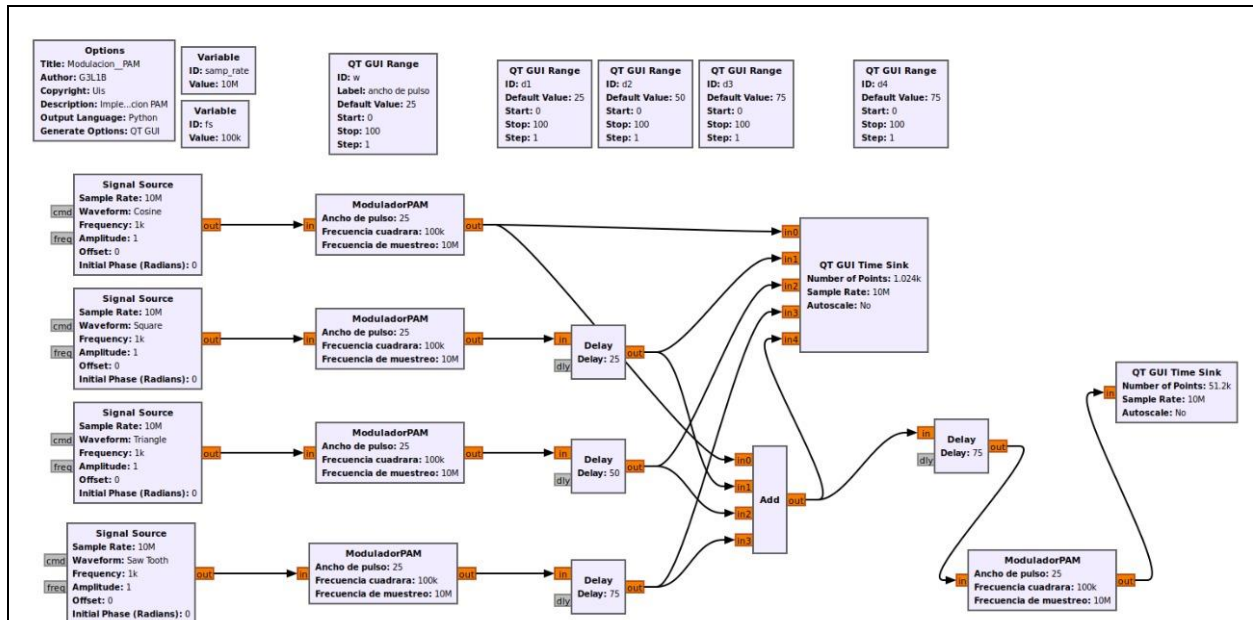 Options
Title: Modulacion__PAM
Author: G3L1B
Copyright: Uis
Description: Imple...cion PAM
Output Language: Python
Generate Options: QT GUI
Variable
ID: samp_rate
Value: 10M
Variable
ID: fs
Value: 100k
QT GUI Range
ID: w
Label: ancho de pulso
Default Value: 25
Start: 0
Stop: 100
Step: 1
QT GUI Range
ID: d1
Default Value: 25
Start: 0
Stop: 100
Step: 1
QT GUI Range
ID: d2
Default Value: 50
Start: 0
Stop: 100
Step: 1
QT GUI Range
ID: d3
Default Value: 75
Start: 0
Stop: 100
Step: 1
QT GUI Range
ID: d4
Default Value: 75
Start: 0
Stop: 100
Step: 1
cmd
freq
Signal Source
Sample Rate: 10M
Waveform: Cosine
Frequency: 1k
Amplitude: 1
Offset: 0
Initial Phase (Radians): 0
out
in
ModuladorPAM
Ancho de pulso: 25
Frecuencia cuadrara: 100k
Frecuencia de muestreo: 10M
out
in0
in1
in2
in3
in4
QT GUI Time Sink
Number of Points: 1.024k
Sample Rate: 10M
Autoscale: No
cmd
freq
Signal Source
Sample Rate: 10M
Waveform: Square
Frequency: 1k
Amplitude: 1
Offset: 0
Initial Phase (Radians): 0
out
in
ModuladorPAM
Ancho de pulso: 25
Frecuencia cuadrara: 100k
Frecuencia de muestreo: 10M
out
in
dly
Delay
Delay: 25
out
cmd
freq
Signal Source
Sample Rate: 10M
Waveform: Triangle
Frequency: 1k
Amplitude: 1
Offset: 0
Initial Phase (Radians): 0
out
in
ModuladorPAM
Ancho de pulso: 25
Frecuencia cuadrara: 100k
Frecuencia de muestreo: 10M
out
in
dly
Delay
Delay: 50
out
cmd
freq
Signal Source
Sample Rate: 10M
Waveform: Saw Tooth
Frequency: 1k
Amplitude: 1
Offset: 0
Initial Phase (Radians): 0
out
in
ModuladorPAM
Ancho de pulso: 25
Frecuencia cuadrara: 100k
Frecuencia de muestreo: 10M
out
in
dly
Delay
Delay: 75
out
in0
in1
in2
in3
Add
out
in
dly
Delay
Delay: 75
out
in
ModuladorPAM
Ancho de pulso: 25
Frecuencia cuadrara: 100k
Frecuencia de muestreo: 10M
out
in
QT GUI Time Sink
Number of Points: 51.2k
Sample Rate: 10M
Autoscale: No